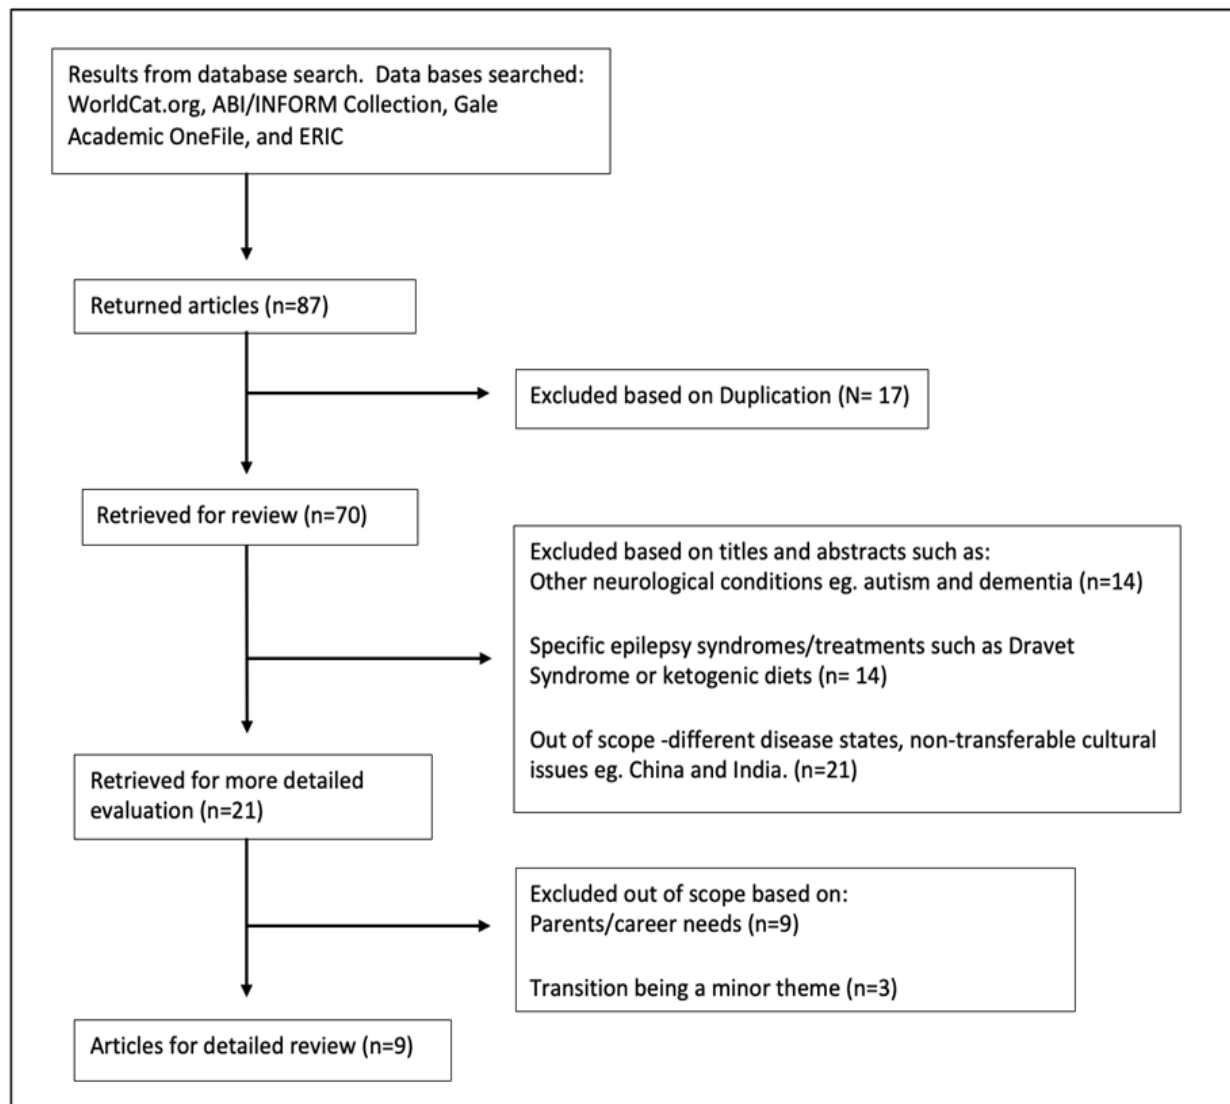 Results from database search.  Data bases searched:
WorldCat.org, ABI/INFORM Collection, Gale
Academic OneFile, and ERIC
Returned articles (n=87)
Excluded based on Duplication (N= 17)
Retrieved for review (n=70)
Excluded based on titles and abstracts such as:
Other neurological conditions eg. autism and dementia (n=14)
Specific epilepsy syndromes/treatments such as Dravet
Syndrome or ketogenic diets (n= 14)
Out of scope -different disease states, non-transferable cultural
issues eg. China and India. (n=21)
Retrieved for more detailed
evaluation (n=21)
Excluded out of scope based on:
Parents/career needs (n=9)
Transition being a minor theme (n=3)
Articles for detailed review (n=9)